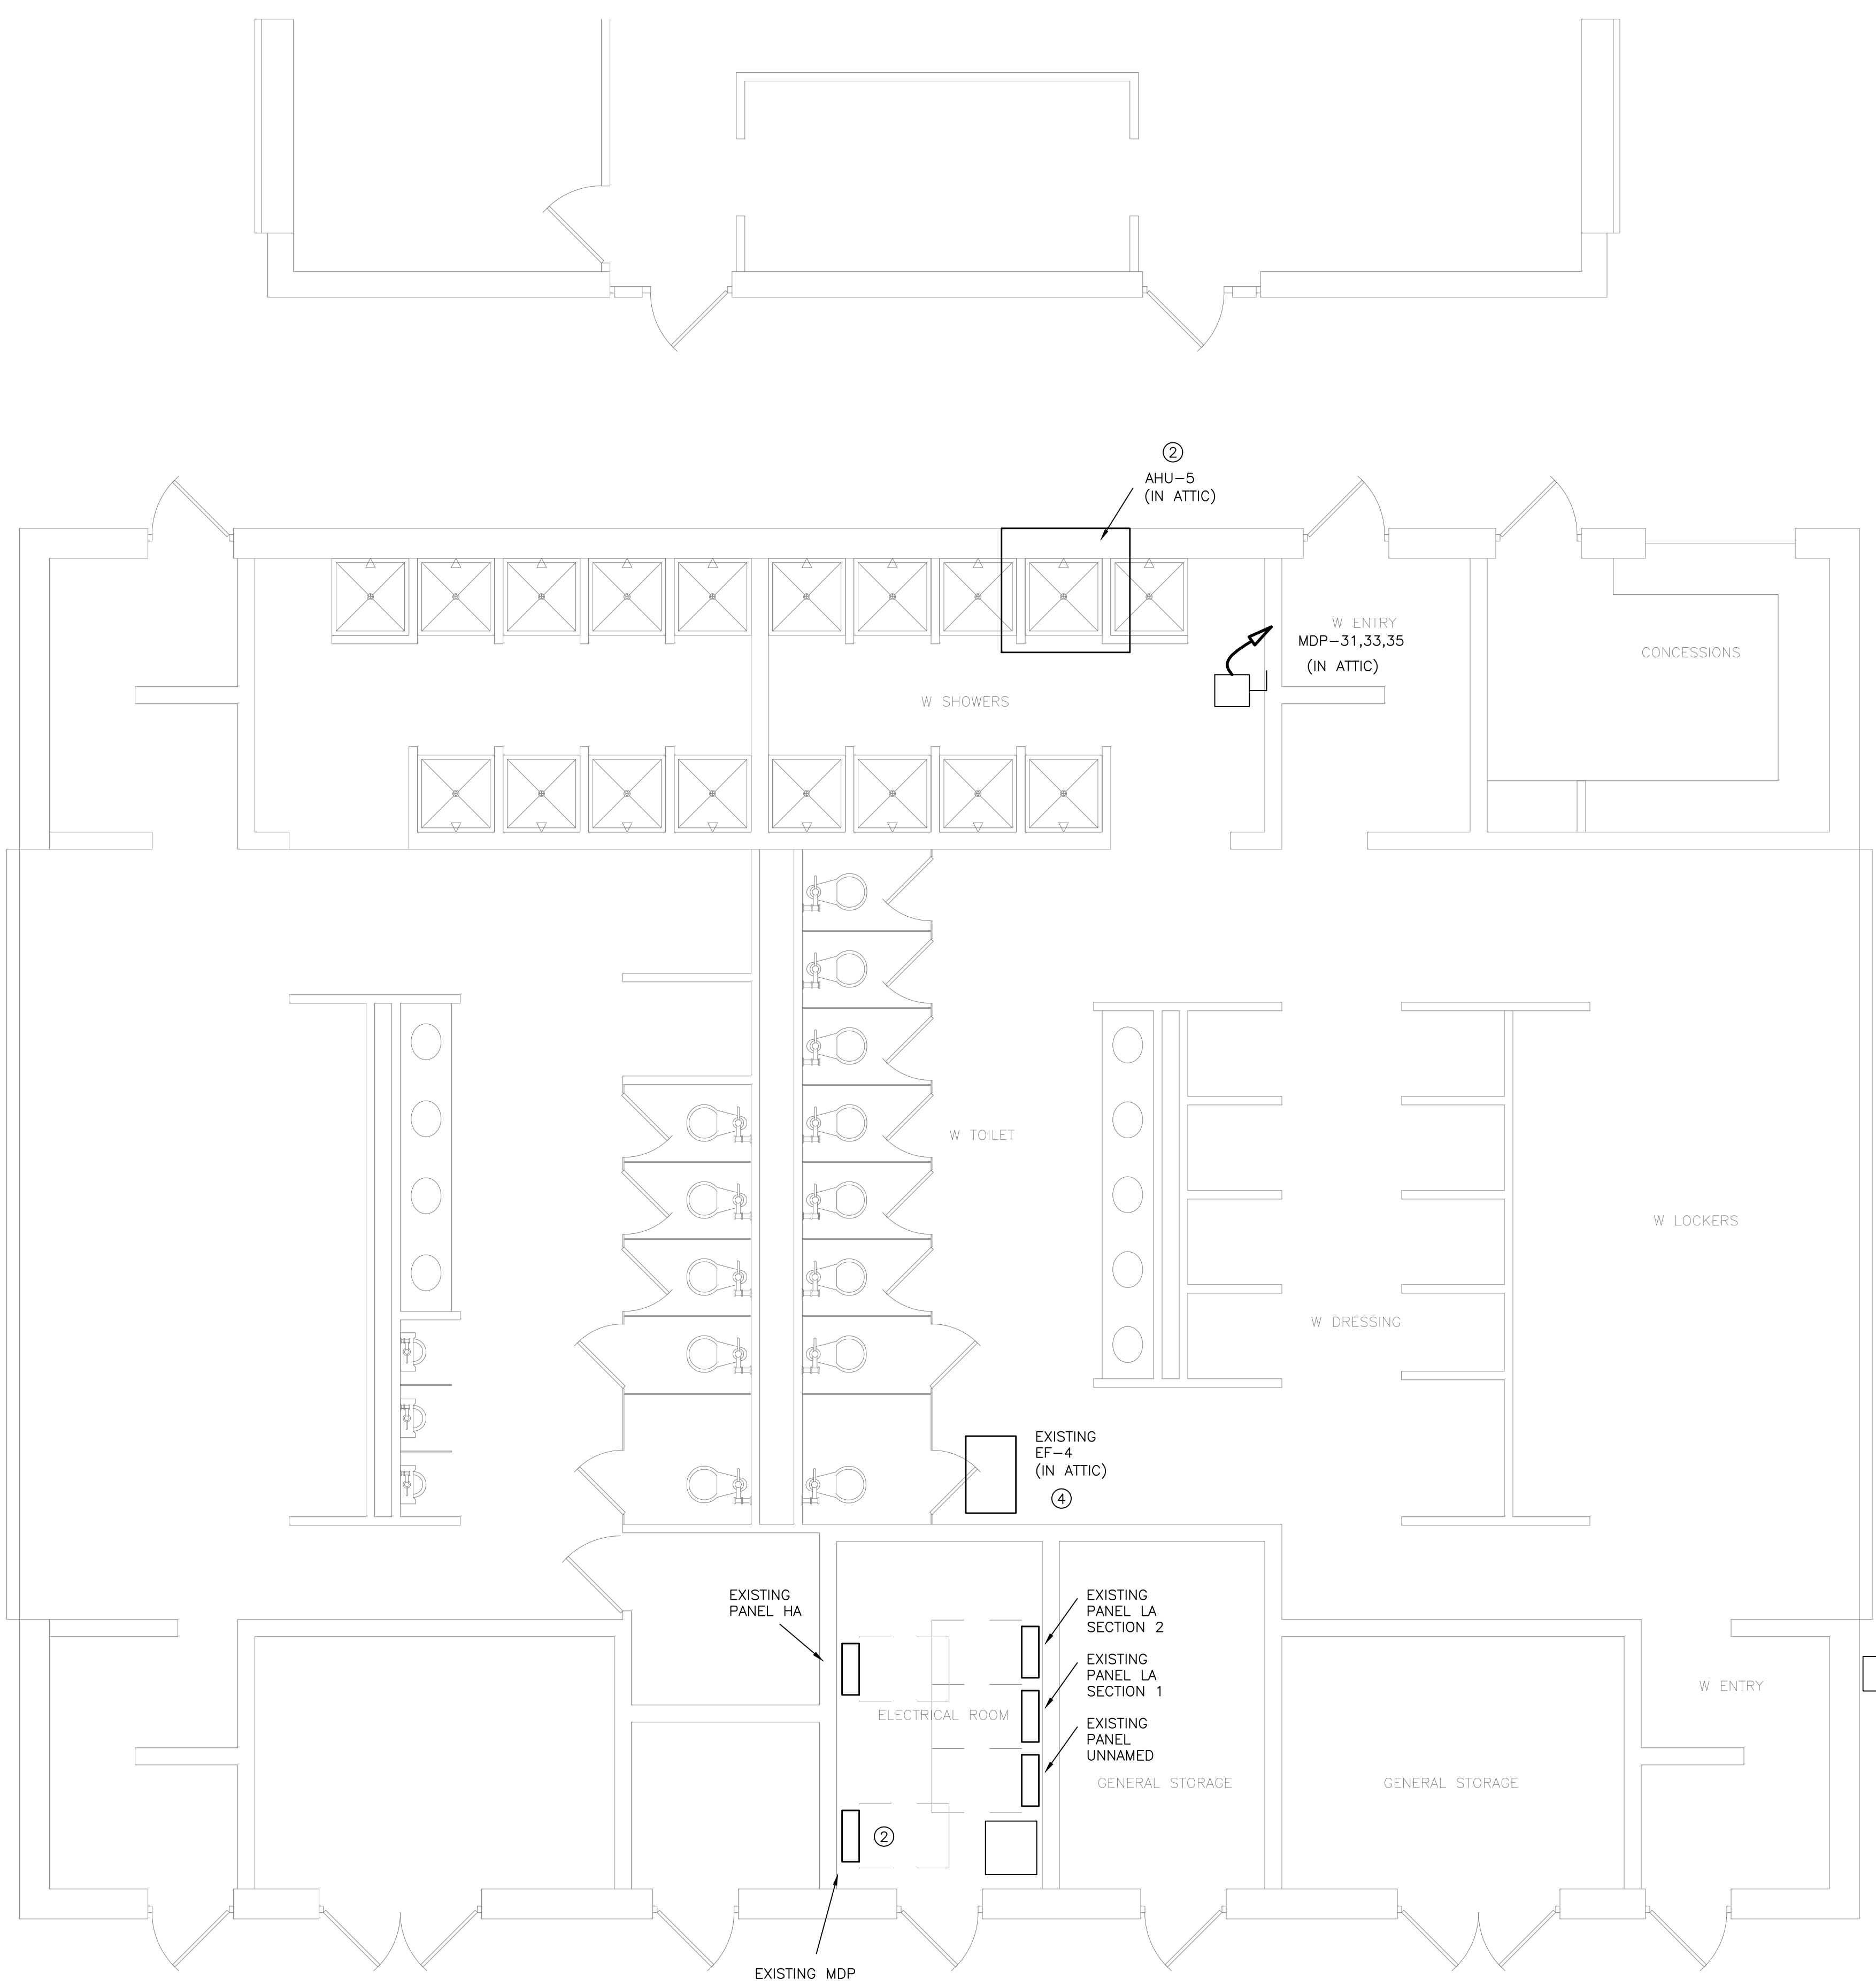 2
AHU-5
(IN ATTIC)
W ENTRY
MDP-31,33,35
(IN ATTIC)
CONCESSIONS
W SHOWERS
W TOILET
W LOCKERS
W DRESSING
EXISTING
EF-4
(IN ATTIC)
4
EXISTING
PANEL HA
EXISTING
PANEL LA
SECTION 2
EXISTING
PANEL LA
SECTION 1
W ENTRY
ELECTRICAL ROOM
EXISTING
PANEL
UNNAMED
GENERAL STORAGE
GENERAL STORAGE
2
EXISTING MDP